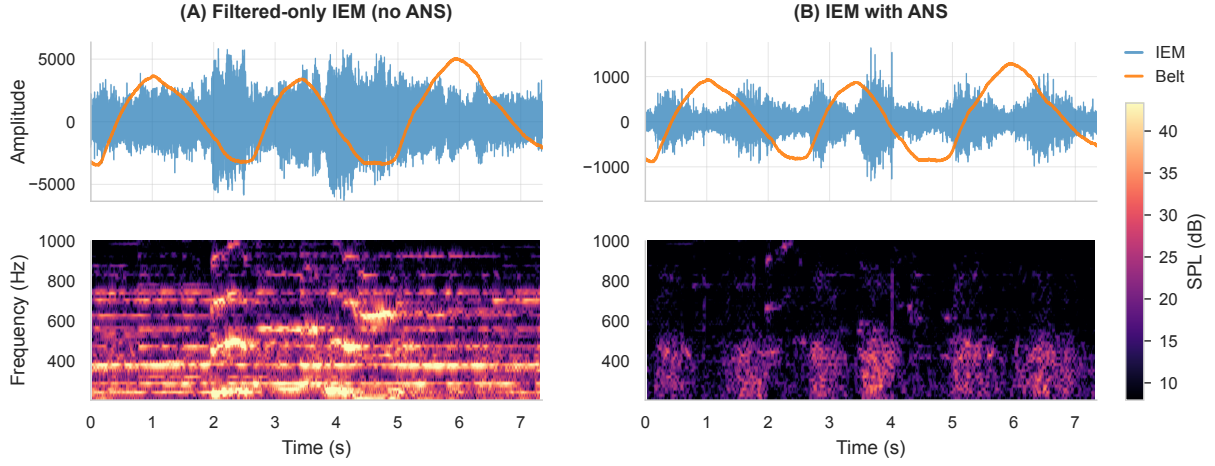 (A) Filtered-only IEM (no ANS)
(B) IEM with ANS
Amplitude
5000
0
−5000
1000
0
−1000
IEM
Belt
Frequency (Hz)
1000
800
600
400
1000
800
600
400
0 1 2 3 4 5 6 7
Time (s)
0 1 2 3 4 5 6 7
Time (s)
40
35
30
25
20
15
10
SPL (dB)